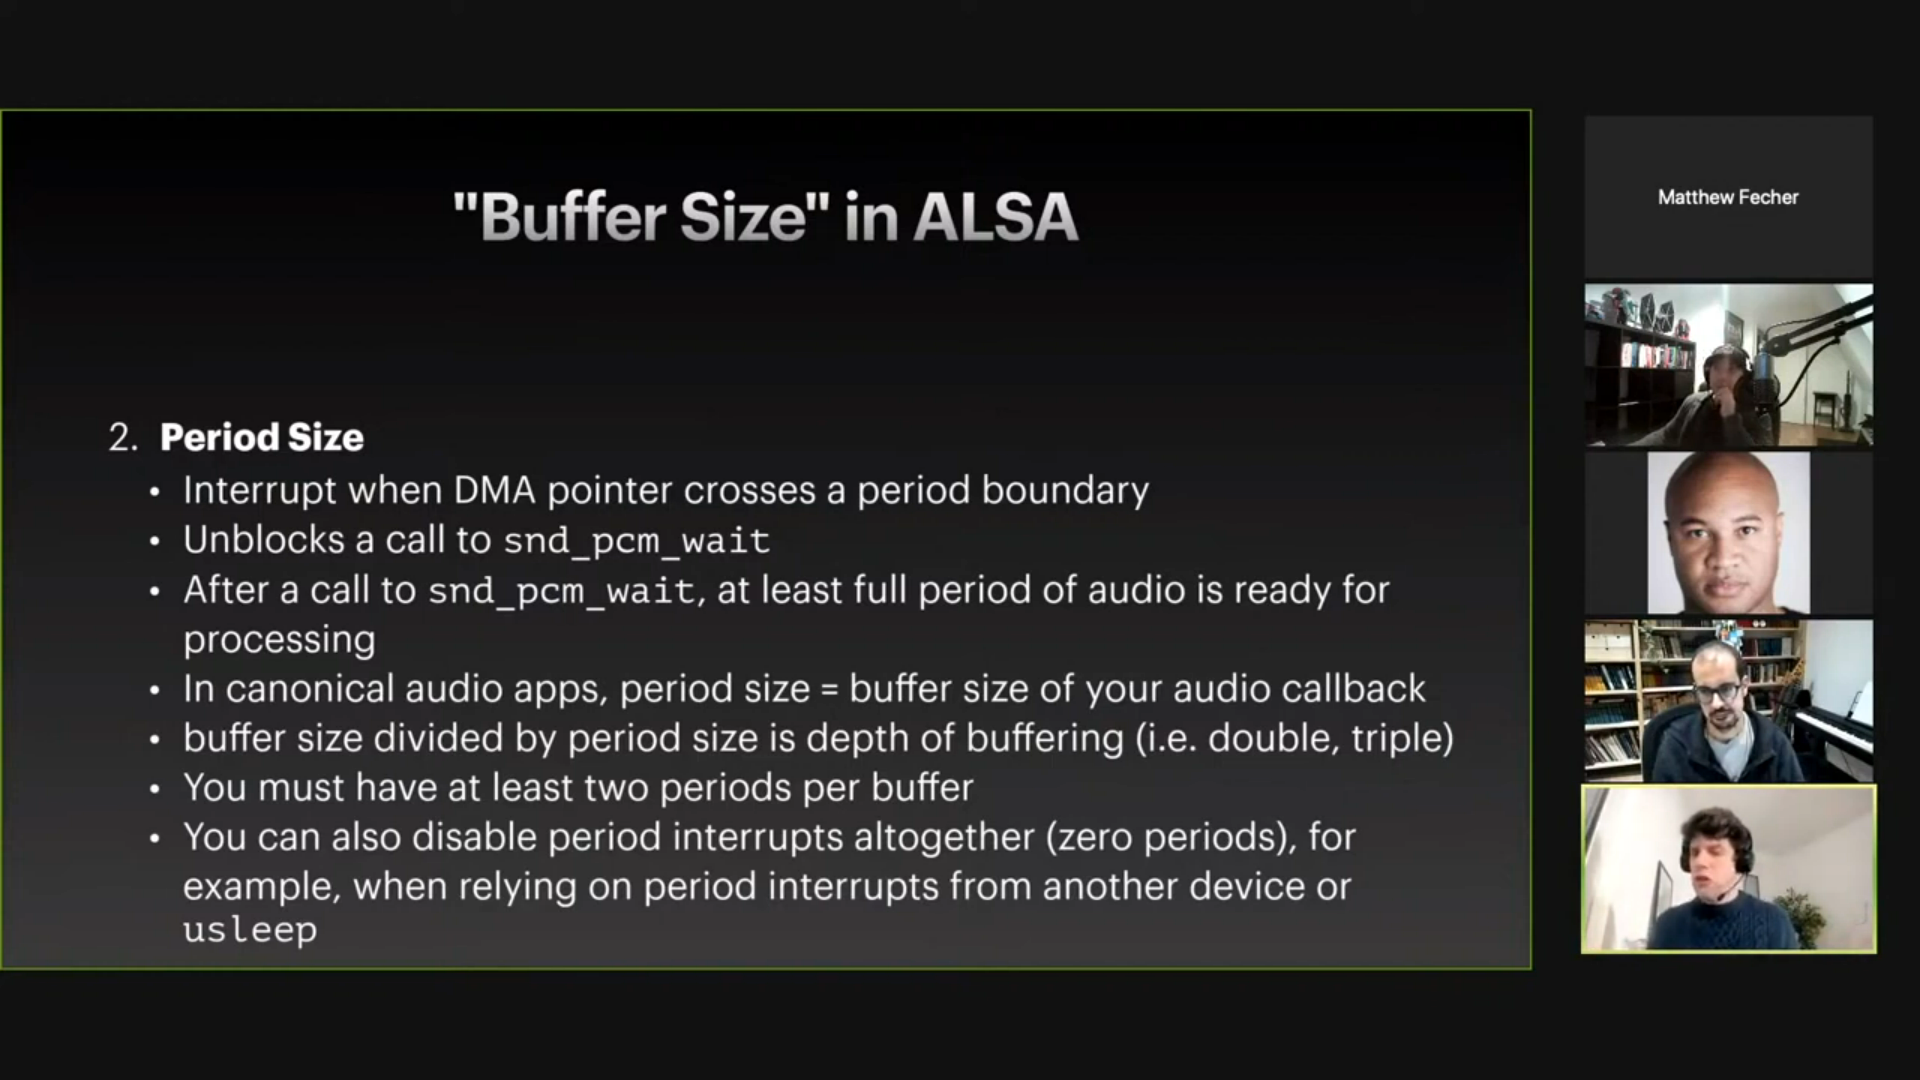 "Buffer Size" in ALSA
2. Period Size
• Interrupt when DMA pointer crosses a period boundary
• Unblocks a call to snd_pcm_wait
• After a call to snd_pcm_wait, at least full period of audio is ready for
processing
• In canonical audio apps, period size = buffer size of your audio callback
• buffer size divided by period size is depth of buffering (i.e. double, triple)
• You must have at least two periods per buffer
• You can also disable period interrupts altogether (zero periods), for
example, when relying on period interrupts from another device or
usleep
Matthew Fecher